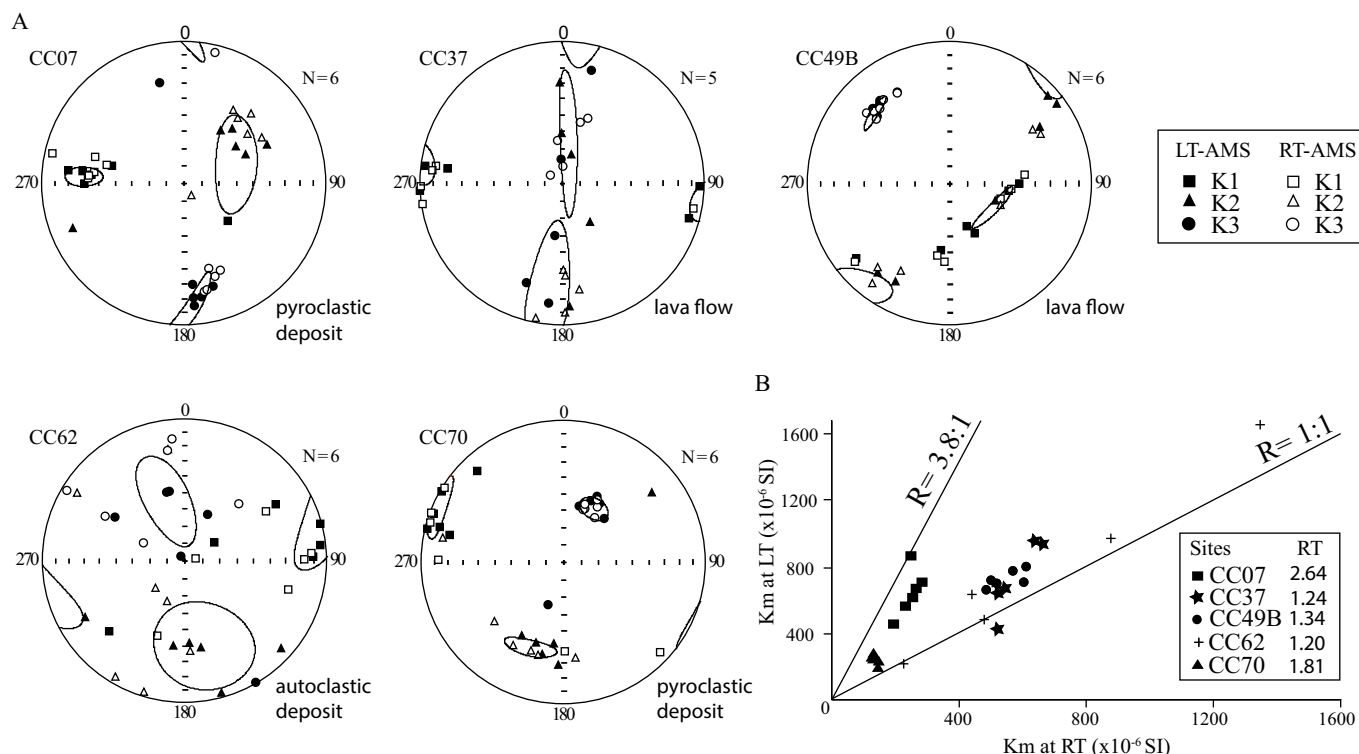 A
CC07
0
N=6
270
90
180
pyroclastic
deposit
CC37
0
N=5
270
90
180
lava flow
CC49B
0
N=6
270
90
180
lava flow
LT-AMS RT-AMS
K1 K1
K2 K2
K3 K3
CC62
0
N=6
270
90
180
autoclastic
deposit
CC70
0
N=6
270
90
180
pyroclastic
deposit
B
Km at LT (x10⁻⁶ SI)
1600
1200
800
400
0
R= 3.8:1
R= 1:1
Sites RT
CC07 2.64
CC37 1.24
CC49B 1.34
CC62 1.20
CC70 1.81
400 800 1200 1600
Km at RT (x10⁻⁶ SI)